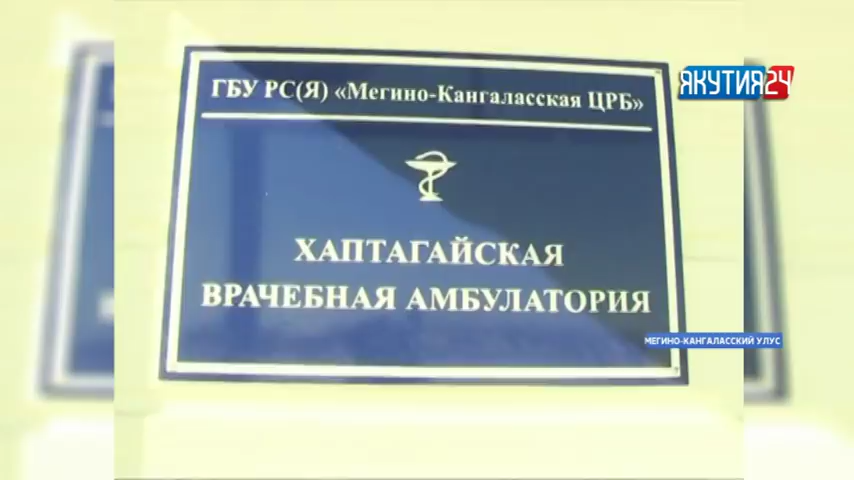 ГБУ РС(Я) «Мегино-Кангаласская ЦРБ»
ХАПТАГАЙСКАЯ
ВРАЧЕБНАЯ АМБУЛАТОРИЯ
ЯКУТИЯ24
МЕГИНО-КАНГАЛАССКИЙ УЛУС